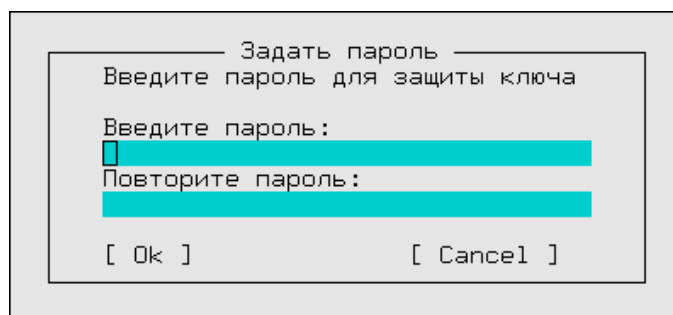 Задать пароль
Введите пароль для защиты ключа
Введите пароль:
Повторите пароль:
[ Ok ] [ Cancel ]